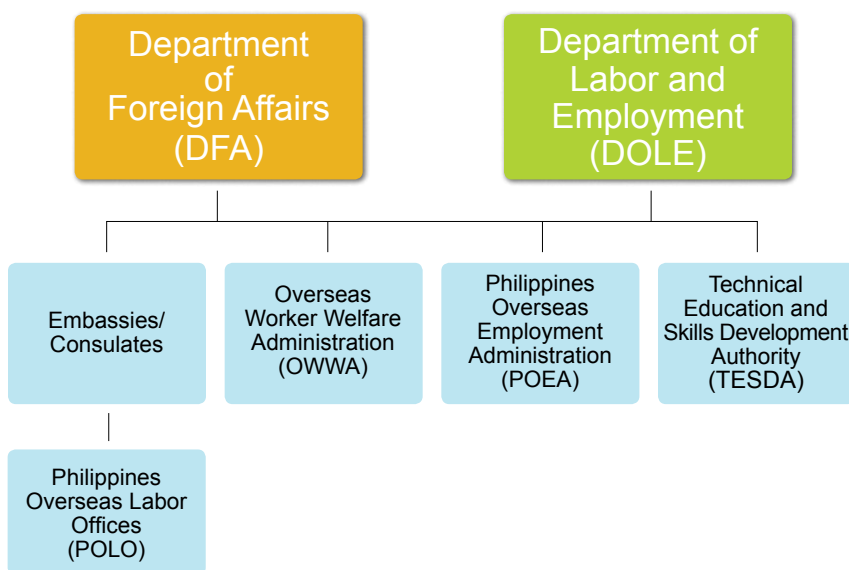 Department
of
Foreign Affairs
(DFA)
Department of
Labor and
Employment
(DOLE)
Embassies/
Consulates
Overseas
Worker Welfare
Administration
(OWWA)
Philippines
Overseas
Employment
Administration
(POEA)
Technical
Education and
Skills Development
Authority
(TESDA)
Philippines
Overseas Labor
Offices
(POLO)